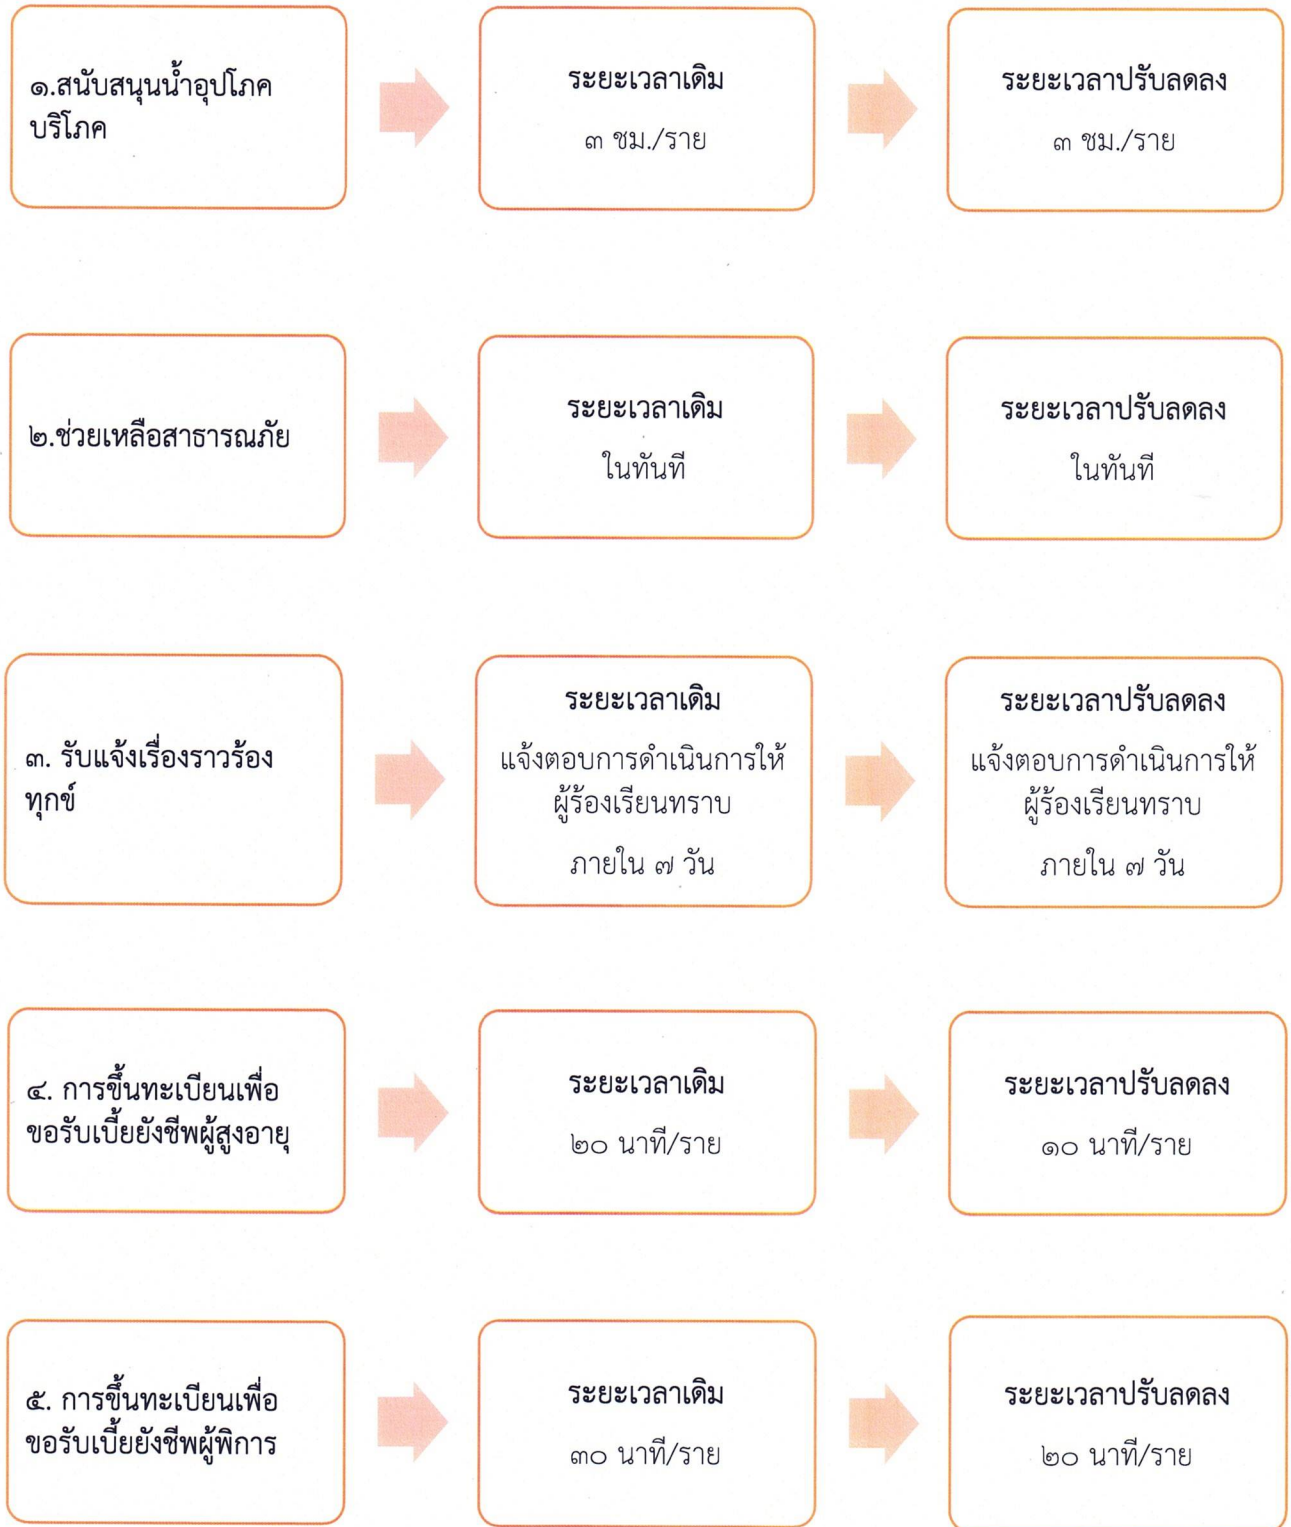 ๑.สนับสนุนน้ำอุปโภค
บริโภค
ระยะเวลาเดิม
๓ ชม./ราย
ระยะเวลาปรับลดลง
๓ ชม./ราย
๒.ช่วยเหลือสาธารณภัย
ระยะเวลาเดิม
ในทันที
ระยะเวลาปรับลดลง
ในทันที
๓. รับแจ้งเรื่องราวร้อง
ทุกข์
ระยะเวลาเดิม
แจ้งตอบการดำเนินการให้
ผู้ร้องเรียนทราบ
ภายใน ๗ วัน
ระยะเวลาปรับลดลง
แจ้งตอบการดำเนินการให้
ผู้ร้องเรียนทราบ
ภายใน ๗ วัน
๔. การขึ้นทะเบียนเพื่อ
ขอรับเบี้ยยังชีพผู้สูงอายุ
ระยะเวลาเดิม
๒๐ นาที/ราย
ระยะเวลาปรับลดลง
๑๐ นาที/ราย
๕. การขึ้นทะเบียนเพื่อ
ขอรับเบี้ยยังชีพผู้พิการ
ระยะเวลาเดิม
๓๐ นาที/ราย
ระยะเวลาปรับลดลง
๒๐ นาที/ราย